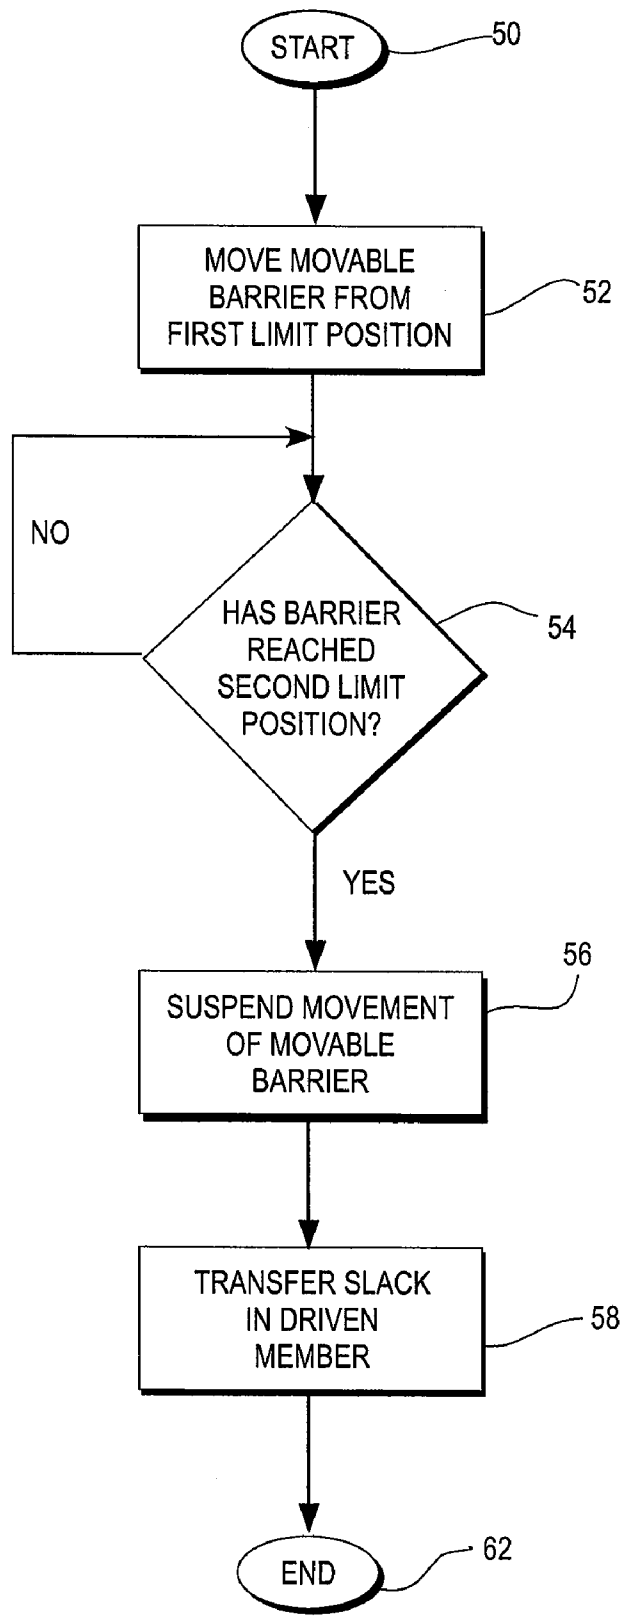 START
50
MOVE MOVABLE
BARRIER FROM
FIRST LIMIT POSITION
52
NO
HAS BARRIER
REACHED
SECOND LIMIT
POSITION?
54
YES
56
SUSPEND MOVEMENT
OF MOVABLE
BARRIER
TRANSFER SLACK
IN DRIVEN
MEMBER
58
END
62